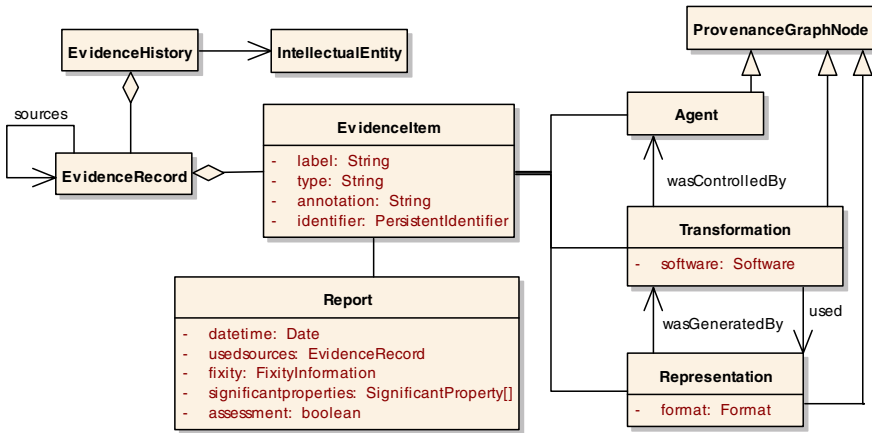 EvidenceHistory
IntellectualEntity
ProvenanceGraphNode
sources
EvidenceRecord
EvidenceItem
- label: String
- type: String
- annotation: String
- identifier: PersistentIdentifier
Agent
wasControlledBy
Transformation
- software: Software
Report
- datetime: Date
- usedsources: EvidenceRecord
- fixity: FixityInformation
- significantproperties: SignificantProperty[]
- assessment: boolean
wasGeneratedBy
used
Representation
- format: Format